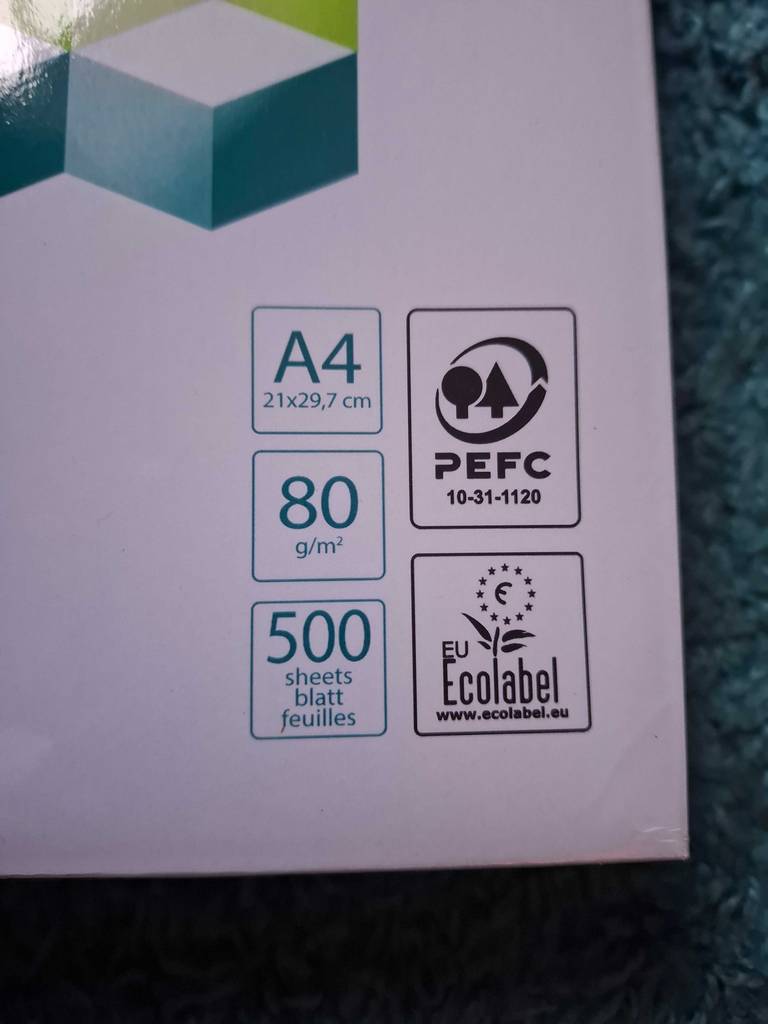 A4
21x29,7 cm
80
g/m²
500
sheets
blatt
feuilles
PEFC
10-31-1120
EU
Ecolabel
www.ecolabel.eu